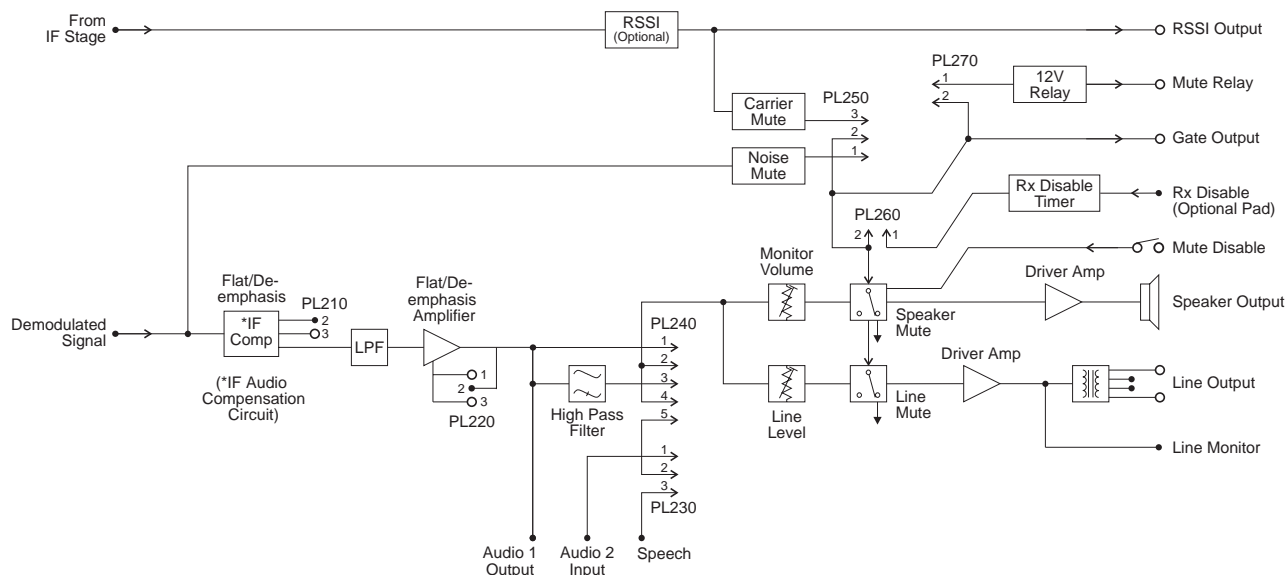 From
IF Stage
RSSI
(Optional)
RSSI Output
PL270
1
2
12V
Relay
Mute Relay
Carrier
Mute
PL250
3
2
1
Gate Output
Noise
Mute
Rx Disable
Timer
Rx Disable
(Optional Pad)
PL260
2
1
Mute Disable
Monitor
Volume
Driver Amp
Speaker Output
Speaker
Mute
Flat/De-
emphasis
PL210
2
3
*IF
Comp
Demodulated
Signal
(*IF Audio
Compensation
Circuit)
LPF
Flat/De-
emphasis
Amplifier
1
2
3
PL220
High Pass
Filter
PL240
1
2
3
4
5
1
2
3
PL230
Line
Level
Line
Mute
Driver Amp
Line Output
Line Monitor
Audio 1
Output
Audio 2
Input
Speech